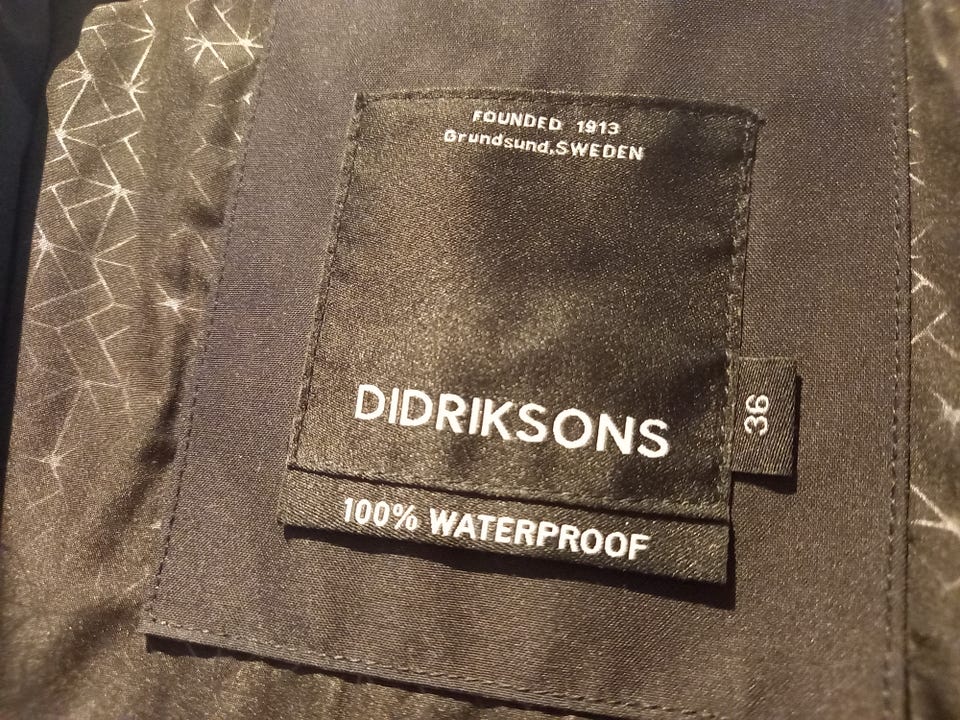 FOUNDED 1913
Grundsund,SWEDEN
DIDRIKSONS
36
100% WATERPROOF